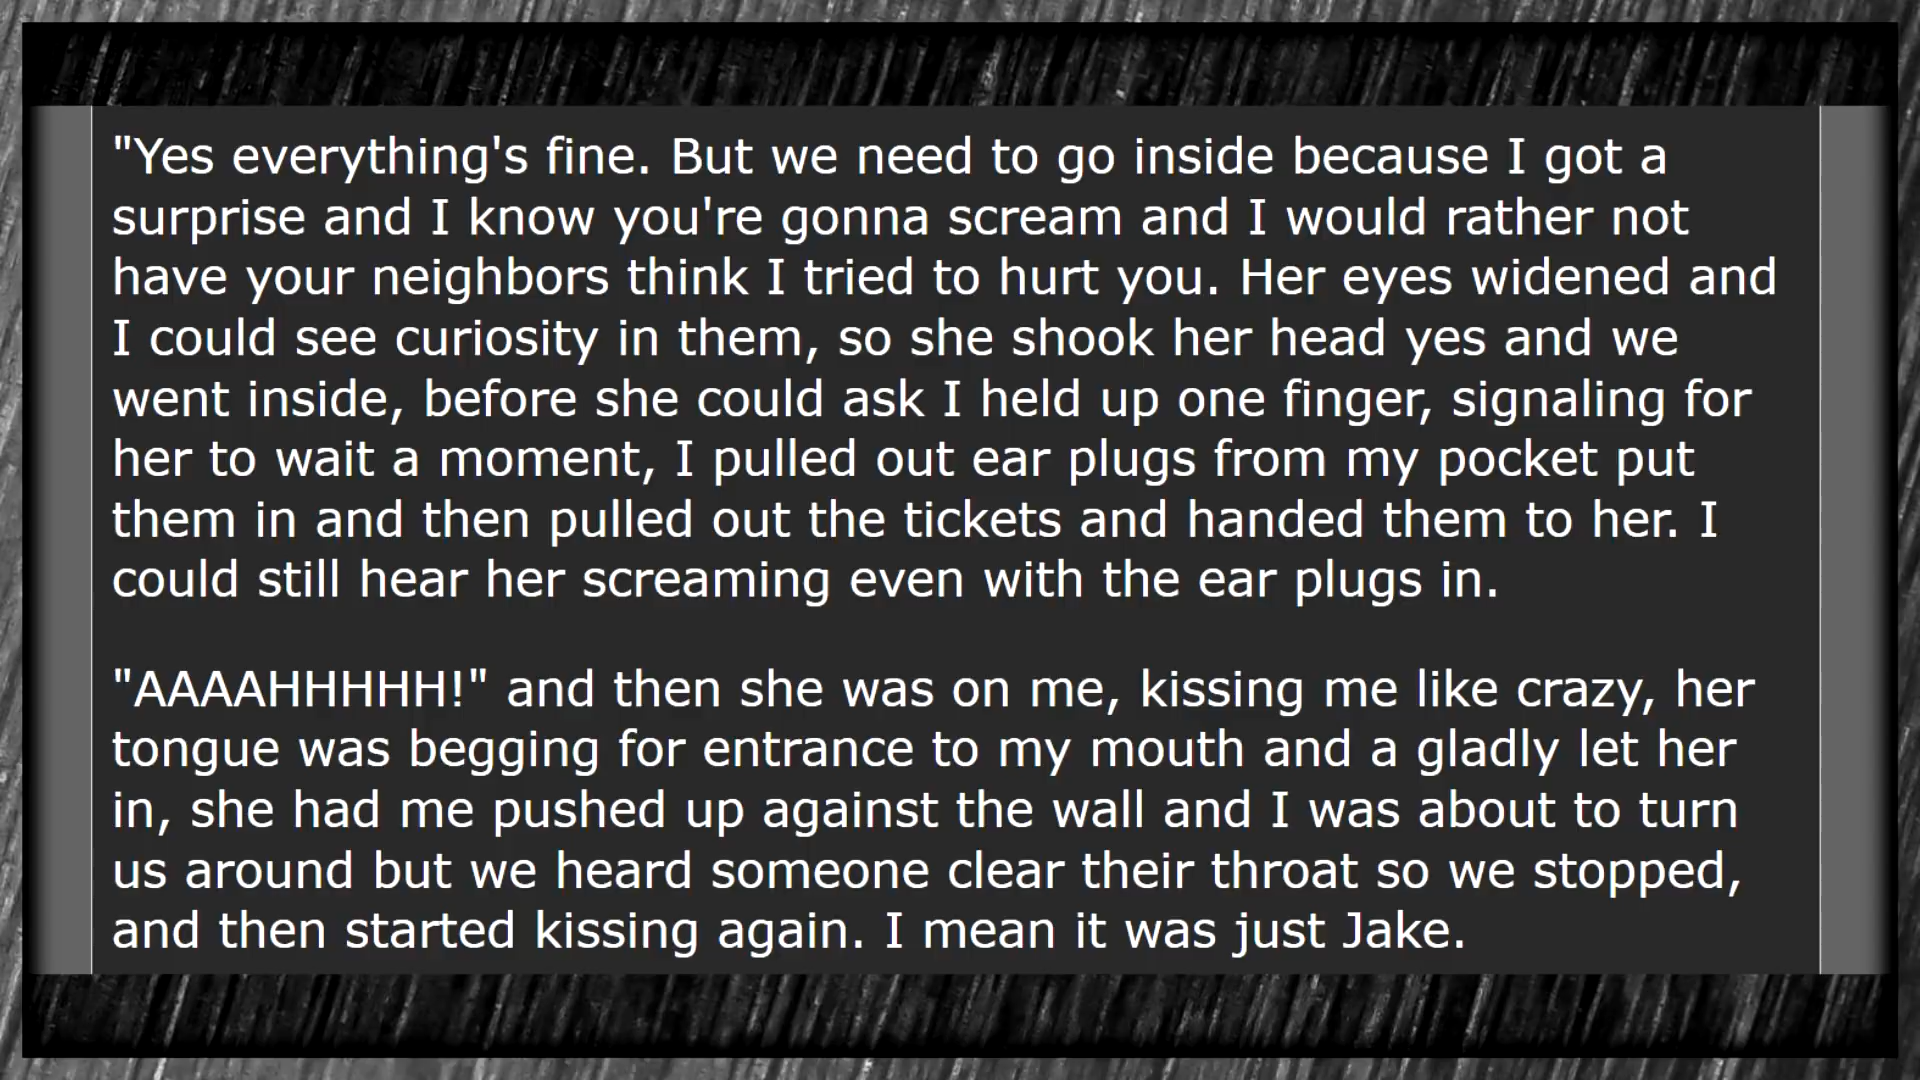 "Yes everything's fine. But we need to go inside because I got a
surprise and I know you're gonna scream and I would rather not
have your neighbors think I tried to hurt you. Her eyes widened and
I could see curiosity in them, so she shook her head yes and we
went inside, before she could ask I held up one finger, signaling for
her to wait a moment, I pulled out ear plugs from my pocket put
them in and then pulled out the tickets and handed them to her. I
could still hear her screaming even with the ear plugs in.
"AAAAHHHHH!" and then she was on me, kissing me like crazy, her
tongue was begging for entrance to my mouth and a gladly let her
in, she had me pushed up against the wall and I was about to turn
us around but we heard someone clear their throat so we stopped,
and then started kissing again. I mean it was just Jake.